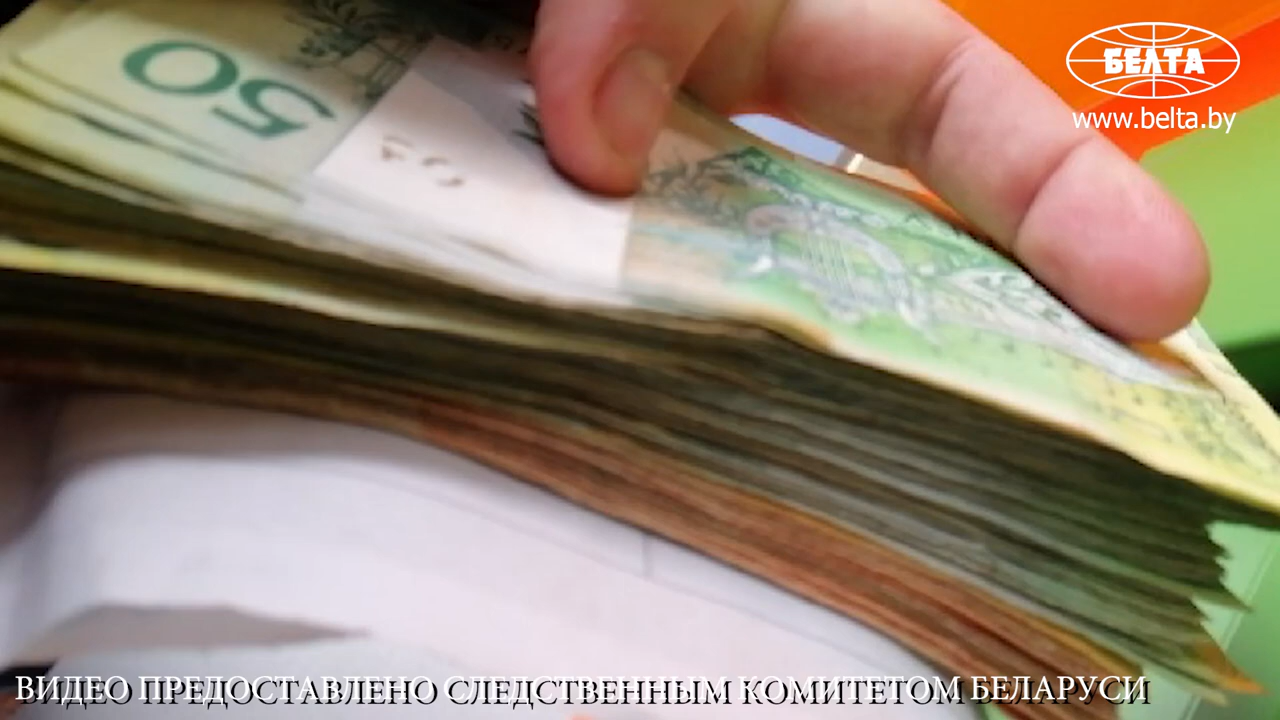 БЕЛТА
www.belta.by
50
ВИДЕО ПРЕДОСТАВЛЕНО СЛЕДСТВЕННЫМ КОМИТЕТОМ БЕЛАРУСИ